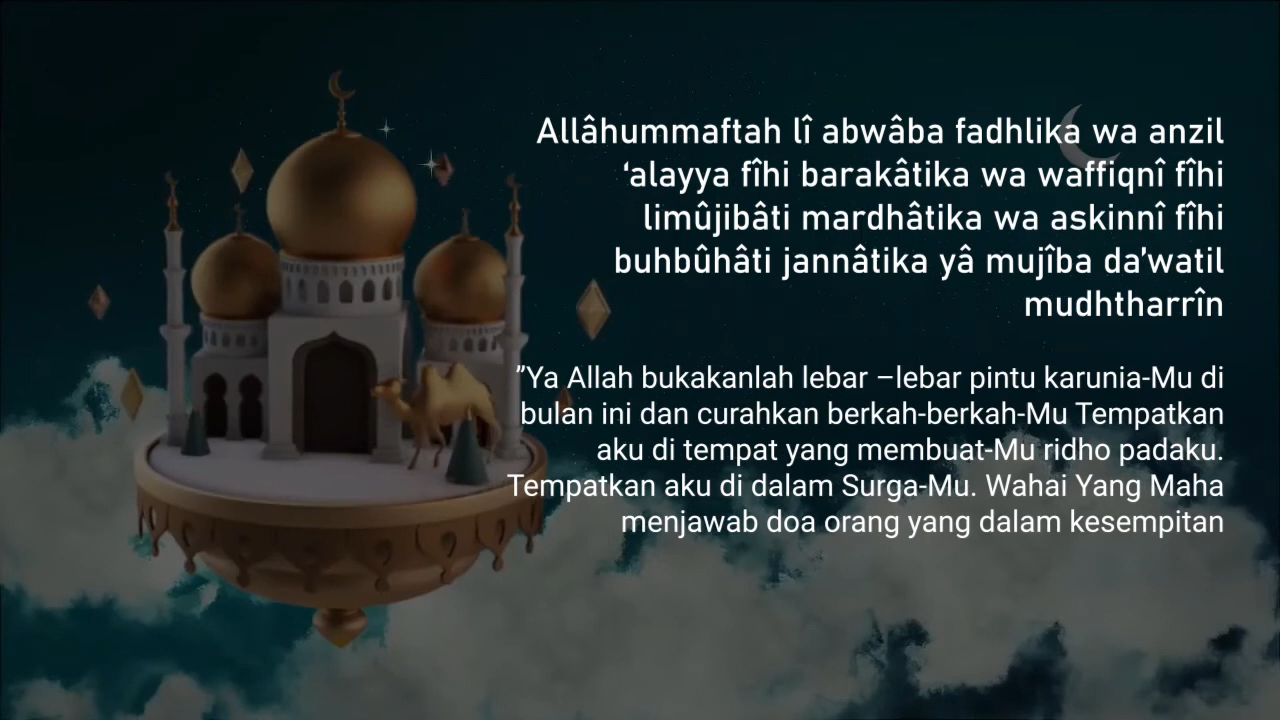 Allâhummaftah lî abwâba fadhlika wa anzil
‘alayya fîhi barakâtika wa waffiqnî fîhi
limûjibâti mardhâtika wa askinnî fîhi
buhbûhâti jannâtika yâ mujîba da'watil
mudhtharrîn
”Ya Allah bukakanlah lebar –lebar pintu karunia-Mu di
bulan ini dan curahkan berkah-berkah-Mu Tempatkan
aku di tempat yang membuat-Mu ridho padaku.
Tempatkan aku di dalam Surga-Mu. Wahai Yang Maha
menjawab doa orang yang dalam kesempitan